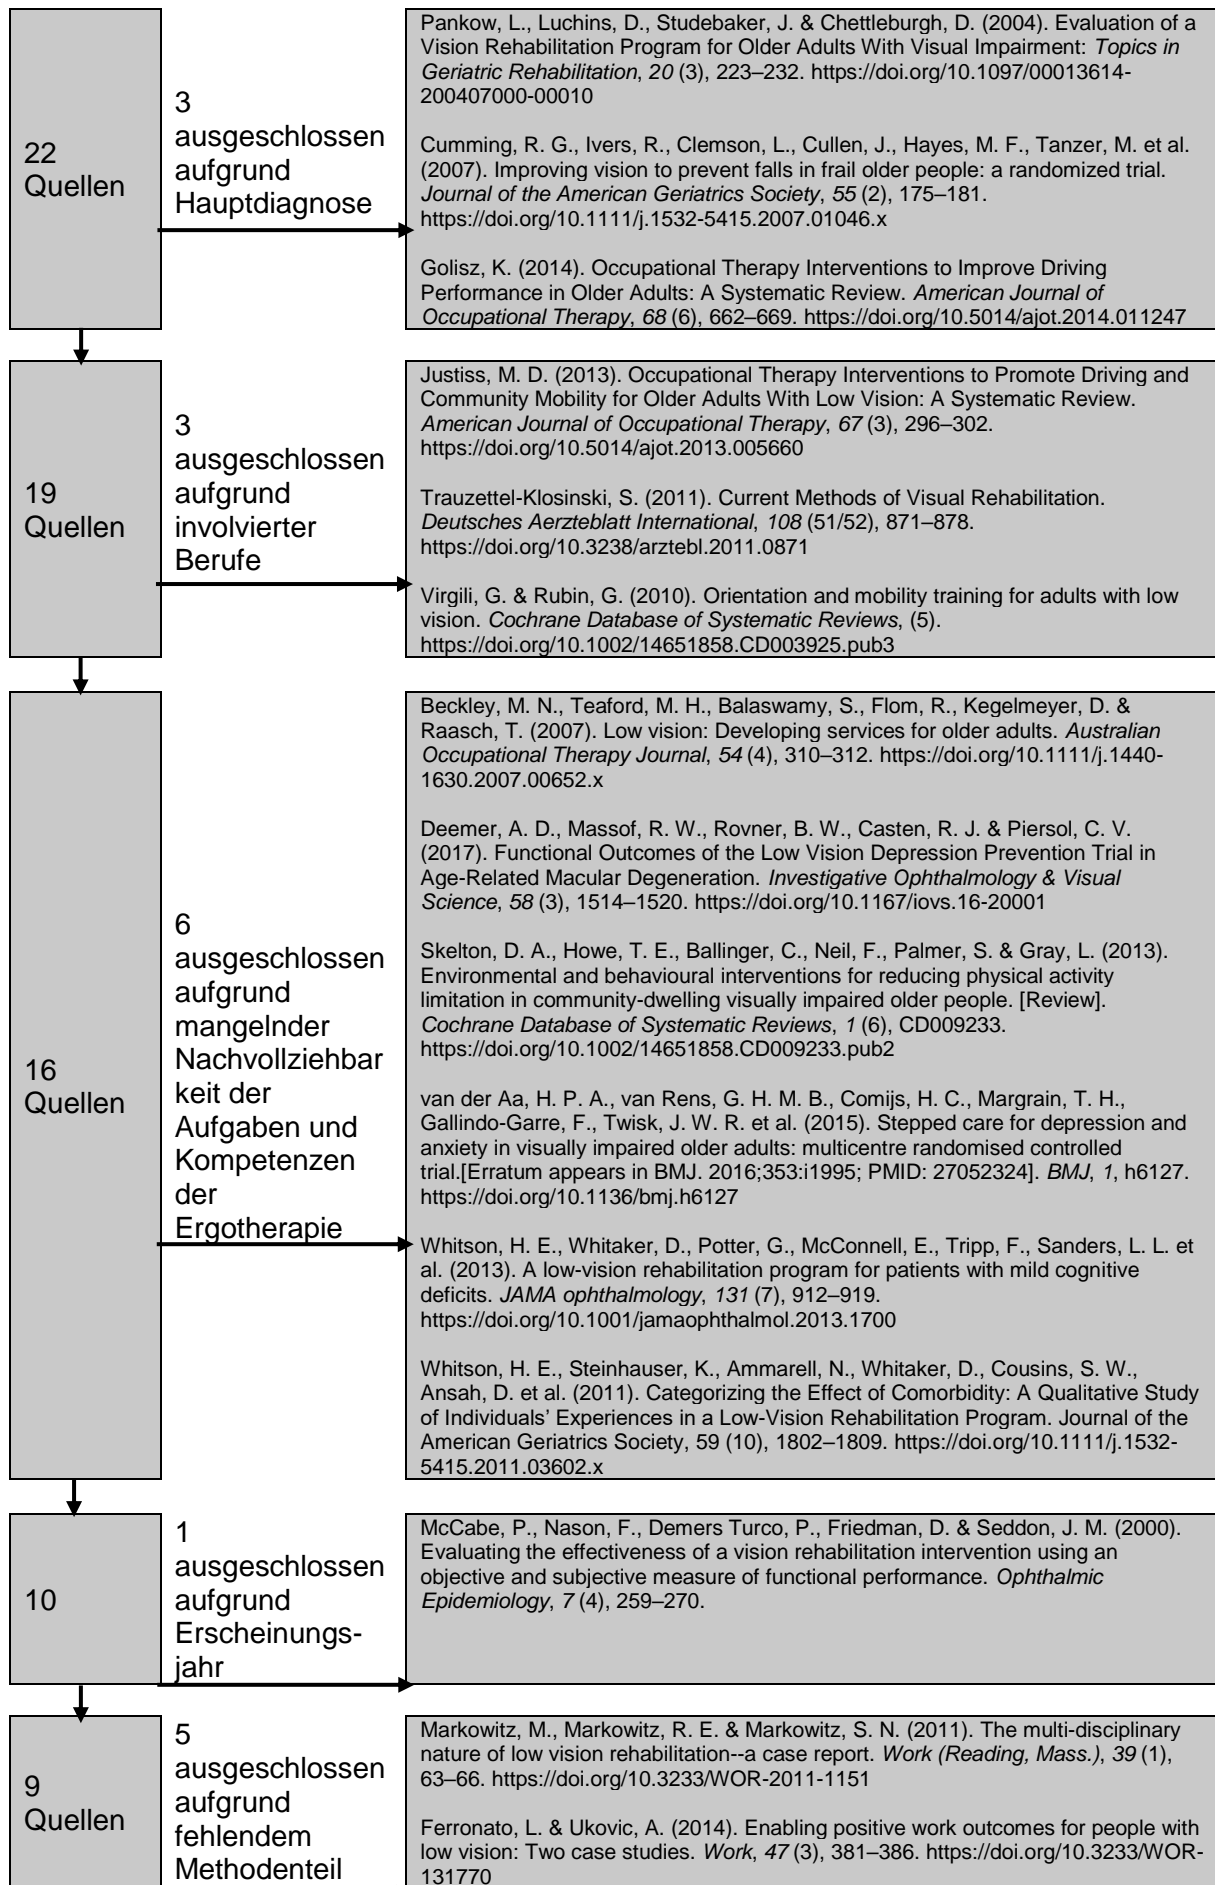 22
Quellen
3
ausgeschlossen
aufgrund
Hauptdiagnose
Pankow, L., Luchins, D., Studebaker, J. & Chettleburgh, D. (2004). Evaluation of a
Vision Rehabilitation Program for Older Adults With Visual Impairment: Topics in
Geriatric Rehabilitation, 20 (3), 223–232. https://doi.org/10.1097/00013614-
200407000-00010
Cumming, R. G., Ivers, R., Clemson, L., Cullen, J., Hayes, M. F., Tanzer, M. et al.
(2007). Improving vision to prevent falls in frail older people: a randomized trial.
Journal of the American Geriatrics Society, 55 (2), 175–181.
https://doi.org/10.1111/j.1532-5415.2007.01046.x
Golisz, K. (2014). Occupational Therapy Interventions to Improve Driving
Performance in Older Adults: A Systematic Review. American Journal of
Occupational Therapy, 68 (6), 662–669. https://doi.org/10.5014/ajot.2014.011247
19
Quellen
3
ausgeschlossen
aufgrund
involvierter
Berufe
Justiss, M. D. (2013). Occupational Therapy Interventions to Promote Driving and
Community Mobility for Older Adults With Low Vision: A Systematic Review.
American Journal of Occupational Therapy, 67 (3), 296–302.
https://doi.org/10.5014/ajot.2013.005660
Trauzettel-Klosinski, S. (2011). Current Methods of Visual Rehabilitation.
Deutsches Aerzteblatt International, 108 (51/52), 871–878.
https://doi.org/10.3238/arztebl.2011.0871
Virgili, G. & Rubin, G. (2010). Orientation and mobility training for adults with low
vision. Cochrane Database of Systematic Reviews, (5).
https://doi.org/10.1002/14651858.CD003925.pub3
16
Quellen
6
ausgeschlossen
aufgrund
mangelnder
Nachvollziehbar
keit der
Aufgaben und
Kompetenzen
der
Ergotherapie
Beckley, M. N., Teaford, M. H., Balaswamy, S., Flom, R., Kegelmeyer, D. &
Raasch, T. (2007). Low vision: Developing services for older adults. Australian
Occupational Therapy Journal, 54 (4), 310–312. https://doi.org/10.1111/j.1440-
1630.2007.00652.x
Deemer, A. D., Massof, R. W., Rovner, B. W., Casten, R. J. & Piersol, C. V.
(2017). Functional Outcomes of the Low Vision Depression Prevention Trial in
Age-Related Macular Degeneration. Investigative Ophthalmology & Visual
Science, 58 (3), 1514–1520. https://doi.org/10.1167/iovs.16-20001
Skelton, D. A., Howe, T. E., Ballinger, C., Neil, F., Palmer, S. & Gray, L. (2013).
Environmental and behavioural interventions for reducing physical activity
limitation in community-dwelling visually impaired older people. [Review].
Cochrane Database of Systematic Reviews, 1 (6), CD009233.
https://doi.org/10.1002/14651858.CD009233.pub2
van der Aa, H. P. A., van Rens, G. H. M. B., Comijs, H. C., Margrain, T. H.,
Gallindo-Garre, F., Twisk, J. W. R. et al. (2015). Stepped care for depression and
anxiety in visually impaired older adults: multicentre randomised controlled
trial.[Erratum appears in BMJ. 2016;353:i1995; PMID: 27052324]. BMJ, 1, h6127.
https://doi.org/10.1136/bmj.h6127
Whitson, H. E., Whitaker, D., Potter, G., McConnell, E., Tripp, F., Sanders, L. L. et
al. (2013). A low-vision rehabilitation program for patients with mild cognitive
deficits. JAMA ophthalmology, 131 (7), 912–919.
https://doi.org/10.1001/jamaophthalmol.2013.1700
Whitson, H. E., Steinhauser, K., Ammarell, N., Whitaker, D., Cousins, S. W.,
Ansah, D. et al. (2011). Categorizing the Effect of Comorbidity: A Qualitative Study
of Individuals’ Experiences in a Low-Vision Rehabilitation Program. Journal of the
American Geriatrics Society, 59 (10), 1802–1809. https://doi.org/10.1111/j.1532-
5415.2011.03602.x
10
1
ausgeschlossen
aufgrund
Erscheinungs-
jahr
McCabe, P., Nason, F., Demers Turco, P., Friedman, D. & Seddon, J. M. (2000).
Evaluating the effectiveness of a vision rehabilitation intervention using an
objective and subjective measure of functional performance. Ophthalmic
Epidemiology, 7 (4), 259–270.
9
Quellen
5
ausgeschlossen
aufgrund
fehlendem
Methodenteil
Markowitz, M., Markowitz, R. E. & Markowitz, S. N. (2011). The multi-disciplinary
nature of low vision rehabilitation--a case report. Work (Reading, Mass.), 39 (1),
63–66. https://doi.org/10.3233/WOR-2011-1151
Ferronato, L. & Ukovic, A. (2014). Enabling positive work outcomes for people with
low vision: Two case studies. Work, 47 (3), 381–386. https://doi.org/10.3233/WOR-
131770